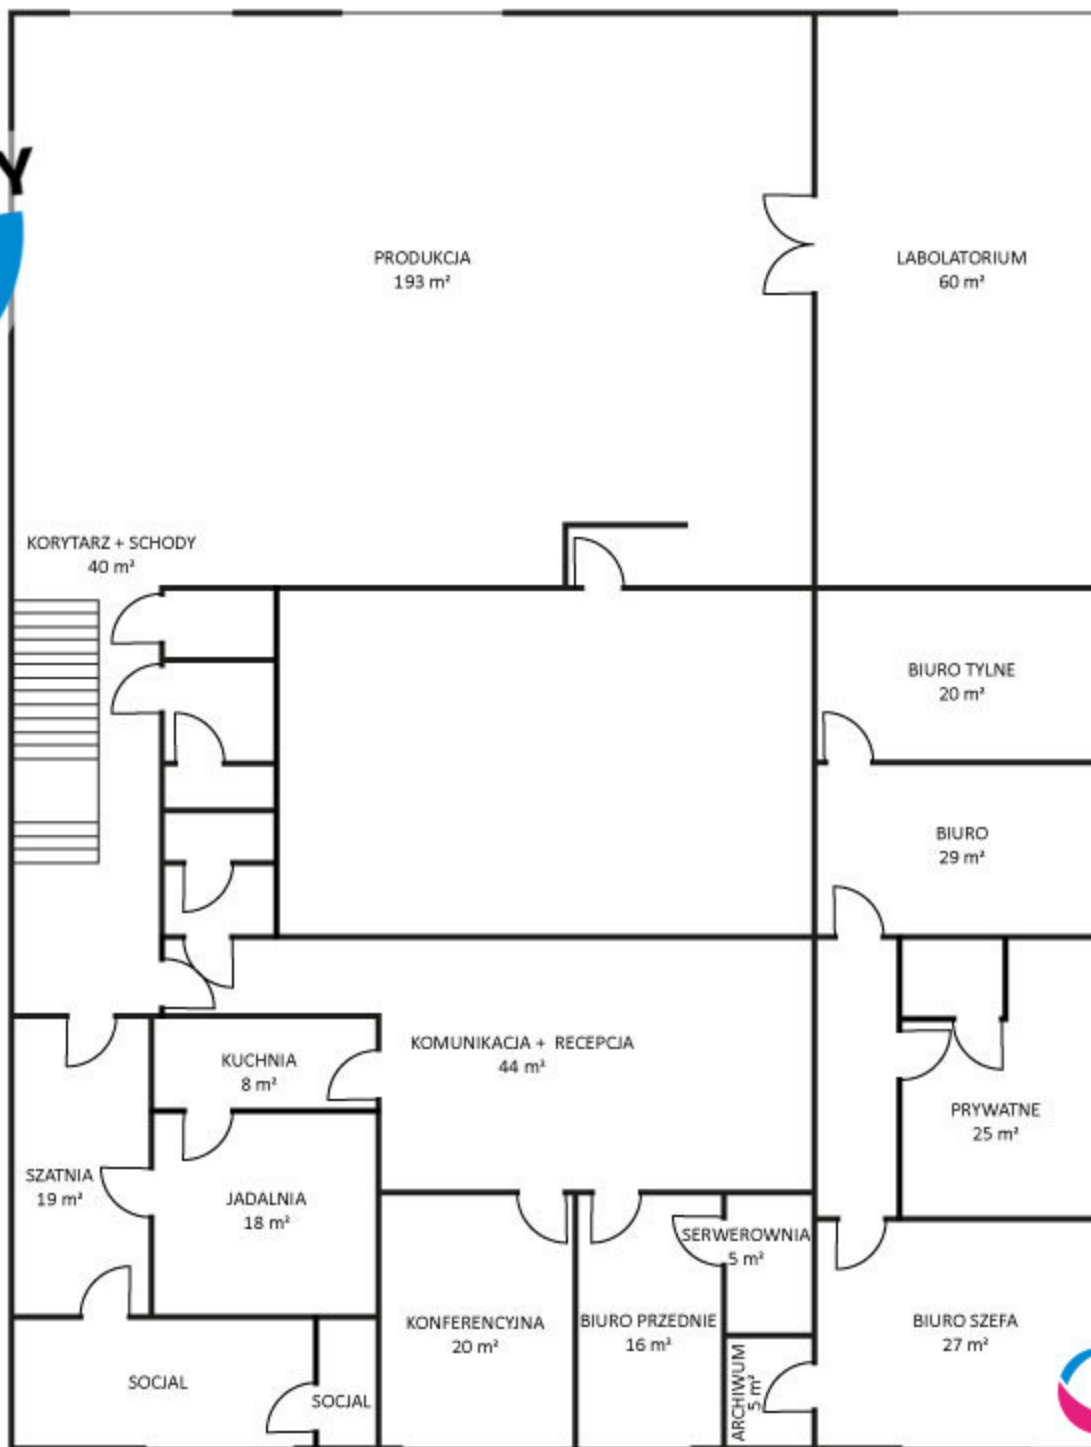 Y
PRODUKCJA
193 m²
LABOLATORIUM
60 m²
KORYTARZ + SCHODY
40 m²
BIURO TYLNE
20 m²
BIURO
29 m²
KOMUNIKACJA + RECEPCJA
44 m²
KUCHNIA
8 m²
PRYWATNE
25 m²
SZATNIA
19 m²
JADALNIA
18 m²
SERWEROWNIA
5 m²
KONFERENCYJNA
20 m²
BIURO PRZEDNIE
16 m²
BIURO SZEFA
27 m²
ARCHIWUM
5 m²
SOCJAL
SOCJAL